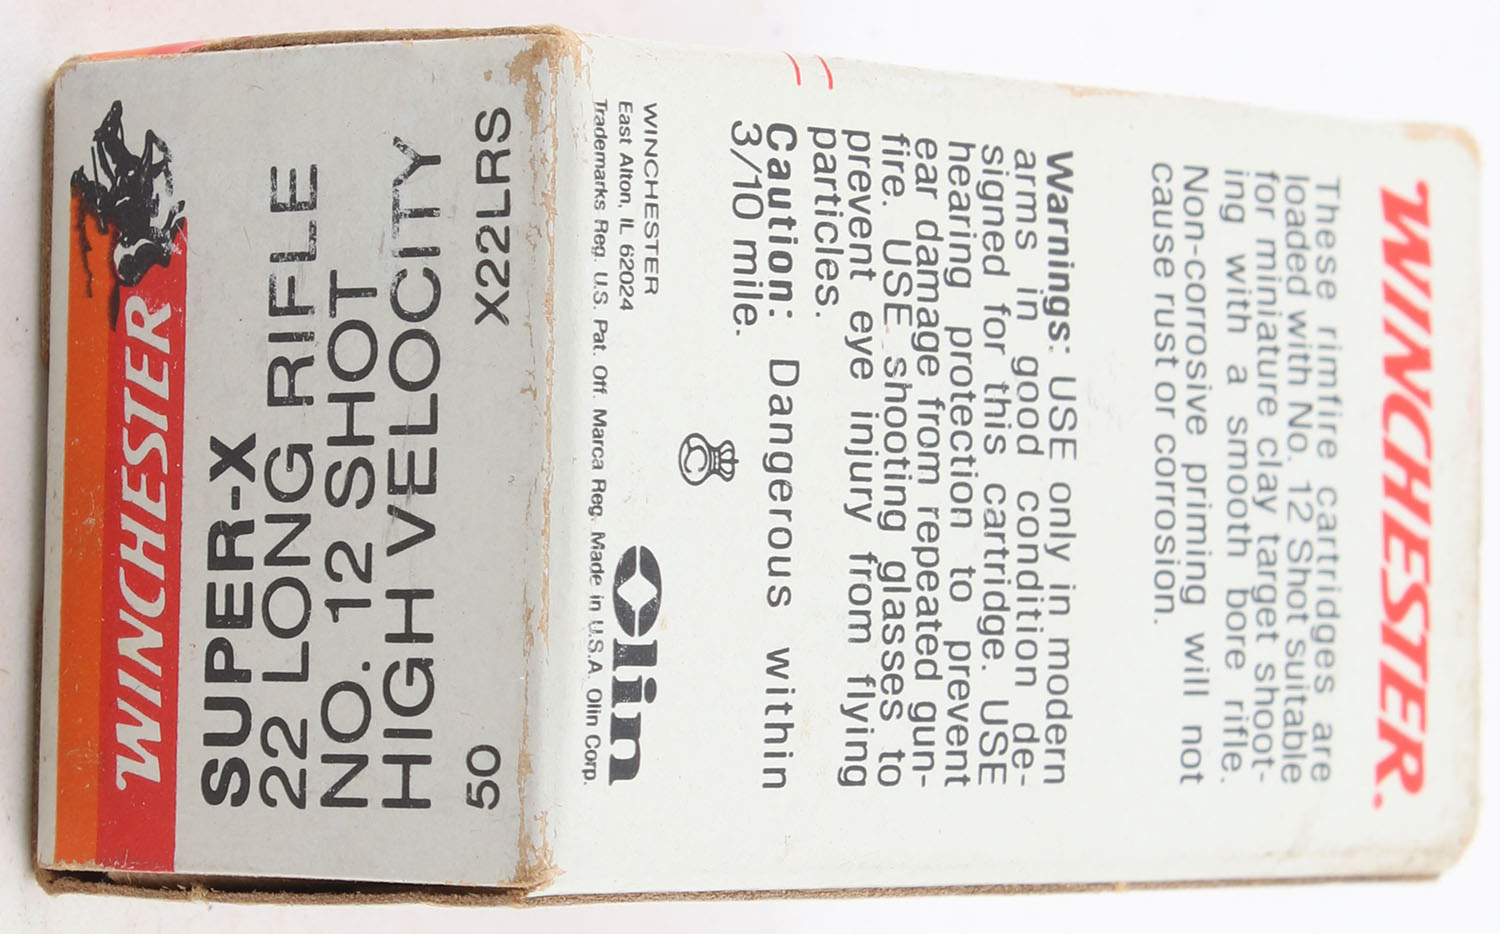 WINCHESTER
SUPER-X
22 LONG RIFLE
NO. 12 SHOT
HIGH VELOCITY
50 X22LRS
WINCHESTER.
These rimfire cartridges are
loaded with No. 12 Shot suitable
for miniature clay target shoot-
ing with a smooth bore rifle.
Non-corrosive priming will not
cause rust or corrosion.
Warnings: USE only in modern
arms in good condition de-
signed for this cartridge. USE
hearing protection to prevent
ear damage from repeated gun-
fire. USE shooting glasses to
prevent eye injury from flying
particles.
Caution: Dangerous within
3/10 mile.
WINCHESTER
East Alton, IL 62024
Olin
Trademarks Reg. U.S. Pat. Off. Marca Reg. Made in U.S.A. Olin Corp.